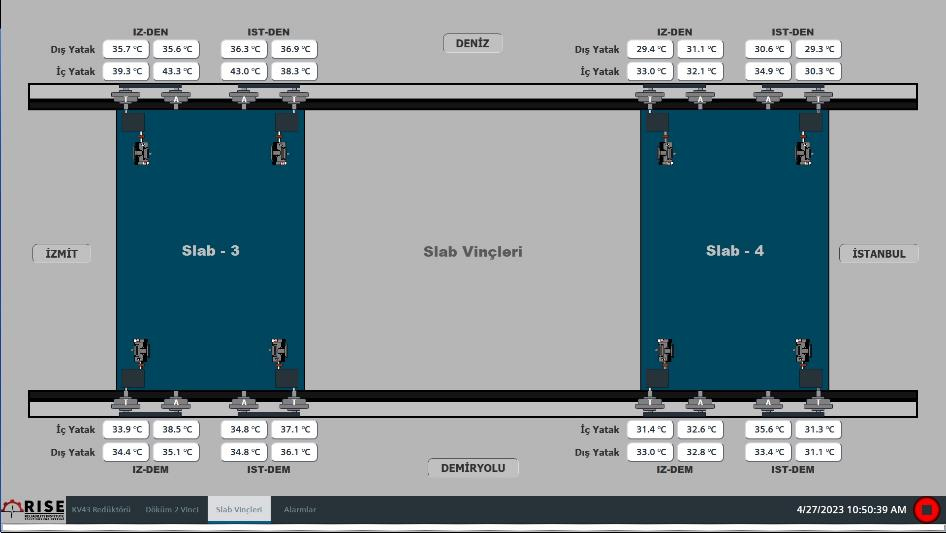 IZ-DEN IST-DEN DENİZ IZ-DEN IST-DEN
Dış Yatak 35.7 °C 35.6 °C 36.3 °C 36.9 °C Dış Yatak 29.4 °C 31.1 °C 30.6 °C 29.3 °C
İç Yatak 39.3 °C 43.3 °C 43.0 °C 38.3 °C İç Yatak 33.0 °C 32.1 °C 34.9 °C 30.3 °C
T A A T T A A T
İZMİT Slab - 3 Slab Vinçleri Slab - 4 İSTANBUL
T A A T T A A T
İç Yatak 33.9 °C 38.5 °C 34.8 °C 37.1 °C İç Yatak 31.4 °C 32.6 °C 35.6 °C 31.3 °C
Dış Yatak 34.4 °C 35.1 °C 34.8 °C 36.1 °C Dış Yatak 33.0 °C 32.8 °C 33.4 °C 31.1 °C
IZ-DEM IST-DEM DEMİRYOLU IZ-DEM IST-DEM
RISE KV43 Redüktörü Döküm 2 Vinci Slab Vinçleri Alarmlar 4/27/2023 10:50:39 AM